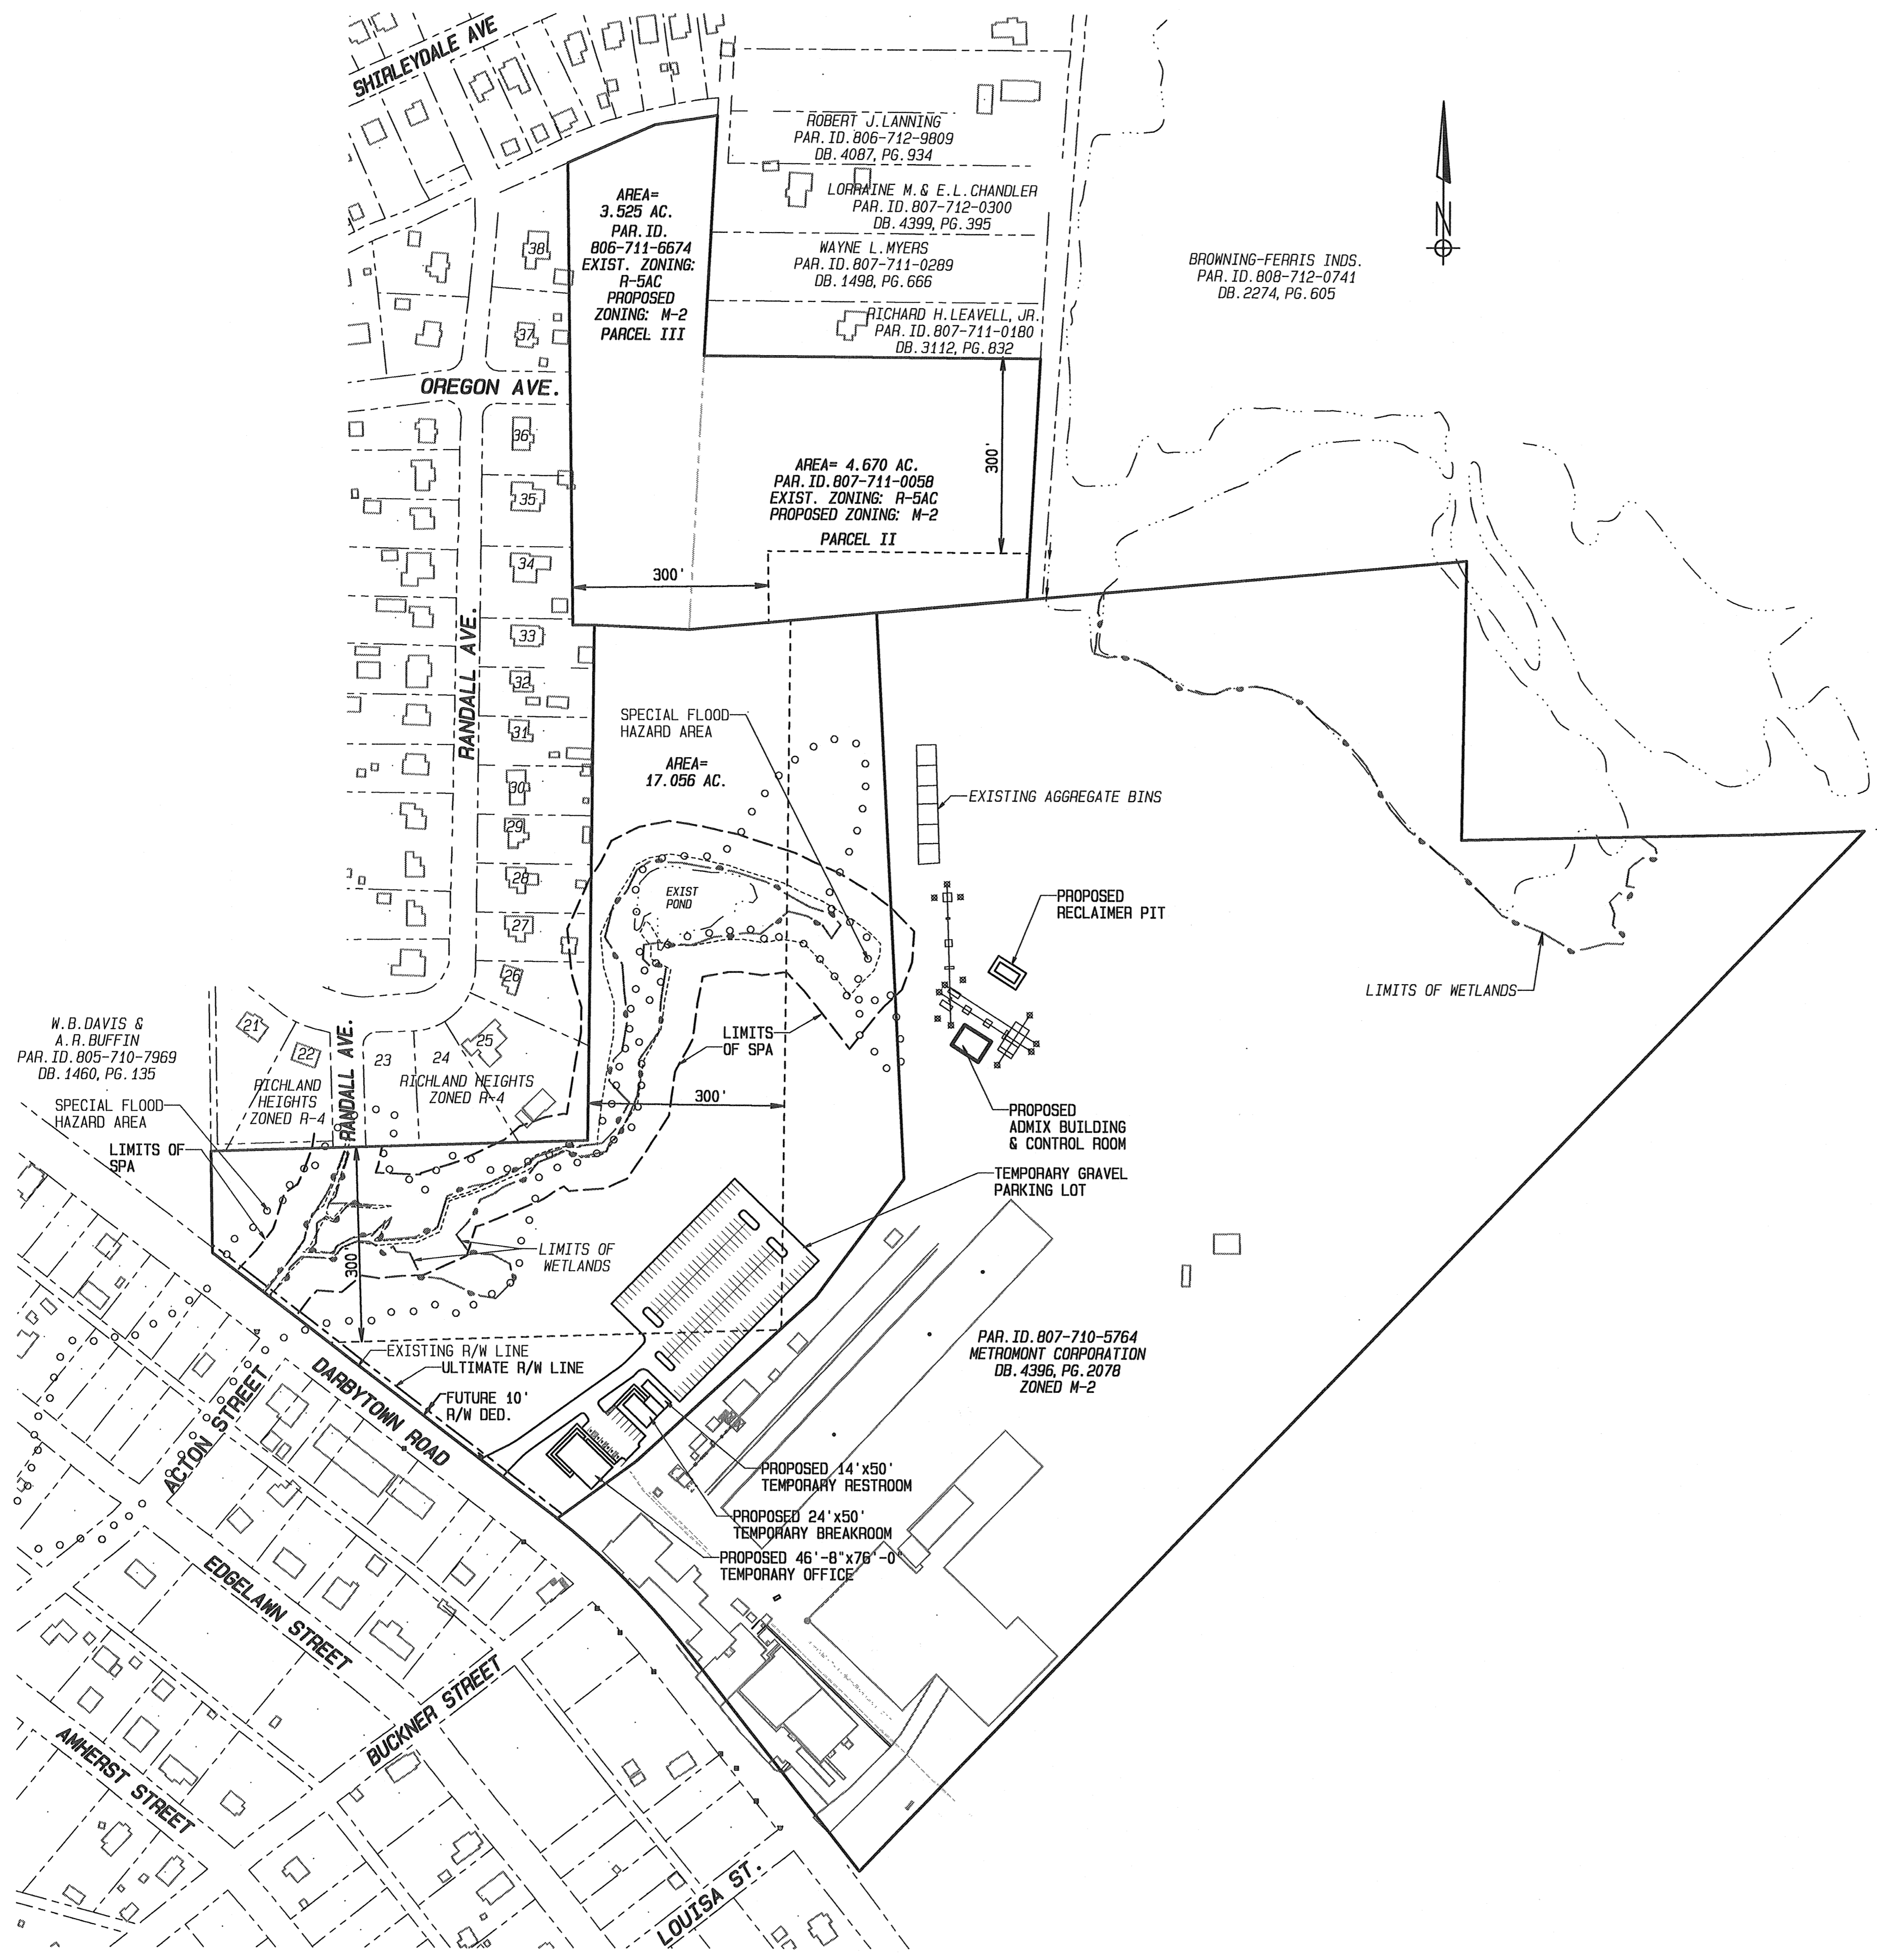 SHIRLEYDALE AVE
ROBERT J. LANNING
PAR. ID. 806-712-9809
DB. 4087, PG. 934
LORRAINE M. & E.L. CHANDLER
PAR. ID. 807-712-0300
DB. 4399, PG. 395
WAYNE L. MYERS
PAR. ID. 807-711-0289
DB. 1498, PG. 666
RICHARD H. LEAVELL, JR.
PAR. ID. 807-711-0180
DB. 3112, PG. 832
BROWNING-FERRIS INDS.
PAR. ID. 808-712-0741
DB. 2274, PG. 605
N
AREA=
3.525 AC.
PAR. ID.
806-711-6674
EXIST. ZONING:
R-5AC
PROPOSED
ZONING: M-2
PARCEL III
38
37
OREGON AVE.
36
35
34
33
32
31
30
29
28
27
26
RANDALL AVE.
AREA= 4.670 AC.
PAR. ID. 807-711-0058
EXIST. ZONING: R-5AC
PROPOSED ZONING: M-2
PARCEL II
300'
300'
SPECIAL FLOOD
HAZARD AREA
AREA=
17.056 AC.
EXISTING AGGREGATE BINS
EXIST
POND
PROPOSED
RECLAIMER PIT
LIMITS OF WETLANDS
LIMITS
OF SPA
300'
PROPOSED
ADMIX BUILDING
& CONTROL ROOM
TEMPORARY GRAVEL
PARKING LOT
W.B. DAVIS &
A.R. BUFFIN
PAR. ID. 805-710-7969
DB. 1460, PG. 135
21
22
23
24
25
RICHLAND
HEIGHTS
ZONED R-4
RANDALL AVE.
RICHLAND HEIGHTS
ZONED R-4
SPECIAL FLOOD
HAZARD AREA
LIMITS OF
SPA
300
LIMITS OF
WETLANDS
EXISTING R/W LINE
ULTIMATE R/W LINE
FUTURE 10'
R/W DED.
PAR. ID. 807-710-5764
METROMONT CORPORATION
DB. 4396, PG. 2078
ZONED M-2
PROPOSED 14'x50'
TEMPORARY RESTROOM
PROPOSED 24'x50'
TEMPORARY BREAKROOM
PROPOSED 46'-8"x76'-0"
TEMPORARY OFFICE
DARBYTOWN ROAD
ACTON STREET
EDGELAWN STREET
BUCKNER STREET
AMHERST STREET
LOUISA ST.